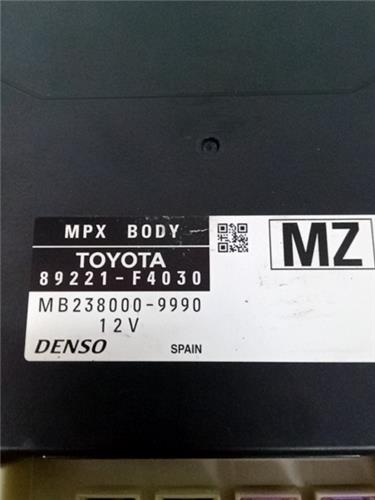 MPX BODY
MZ
TOYOTA
89221-F4030
MB238000-9990
12V
DENSO
SPAIN